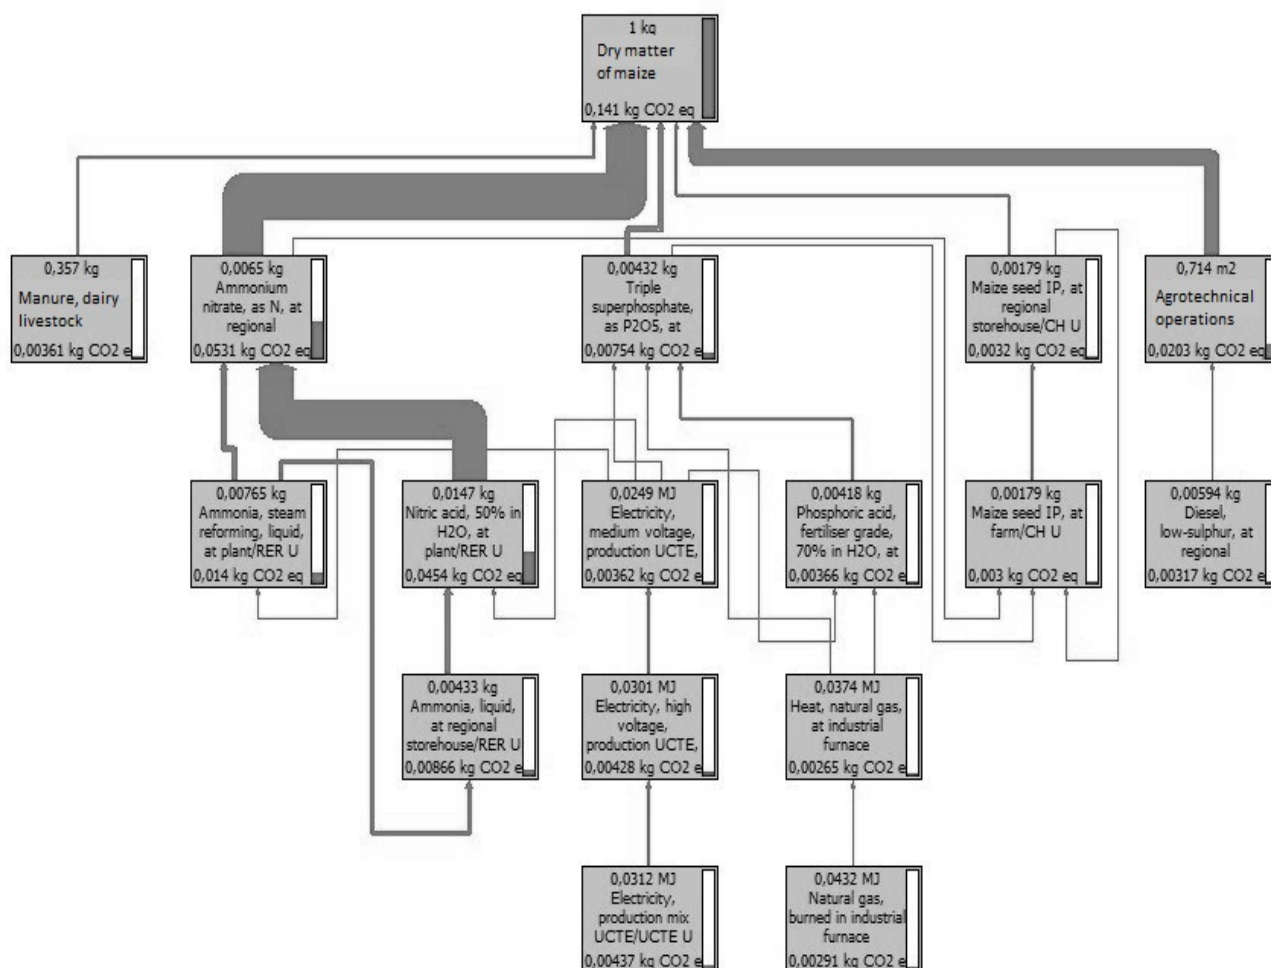 1 kg
Dry matter
of maize
0,141 kg CO2 eq
0,357 kg
Manure, dairy
livestock
0,00361 kg CO2 e
0,0065 kg
Ammonium
nitrate, as N, at
regional
0,0531 kg CO2 eq
0,00432 kg
Triple
superphosphate,
as P2O5, at
0,00754 kg CO2 eq
0,00179 kg
Maize seed IP, at
regional
storehouse/CH U
0,0032 kg CO2 eq
0,714 m2
Agrotechnical
operations
0,0203 kg CO2 eq
0,00765 kg
Ammonia, steam
reforming, liquid,
at plant/RER U
0,014 kg CO2 eq
0,0147 kg
Nitric acid, 50% in
H2O, at
plant/RER U
0,0454 kg CO2 eq
0,0249 MJ
Electricity,
medium voltage,
production UCTE,
0,00362 kg CO2 e
0,00418 kg
Phosphoric acid,
fertiliser grade,
70% in H2O, at
0,00366 kg CO2 e
0,00179 kg
Maize seed IP, at
farm/CH U
0,003 kg CO2 eq
0,00594 kg
Diesel,
low-sulphur, at
regional
0,00317 kg CO2 e
0,00433 kg
Ammonia, liquid,
at regional
storehouse/RER U
0,00866 kg CO2 e
0,0301 MJ
Electricity, high
voltage,
production UCTE,
0,00428 kg CO2 e
0,0374 MJ
Heat, natural gas,
at industrial
furnace
0,00265 kg CO2 e
0,0312 MJ
Electricity,
production mix
UCTE/UCTE U
0,00437 kg CO2 e
0,0432 MJ
Natural gas,
burned in industrial
furnace
0,00291 kg CO2 e